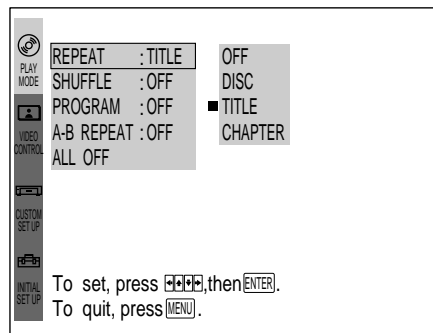 PLAY
MODE
VIDEO
CONTROL
CUSTOM
SET UP
INITIAL
SET UP
REPEAT :TITLE
SHUFFLE :OFF
PROGRAM :OFF
A-B REPEAT :OFF
ALL OFF
OFF
DISC
TITLE
CHAPTER
To set, press ,then ENTER.
To quit, press MENU.